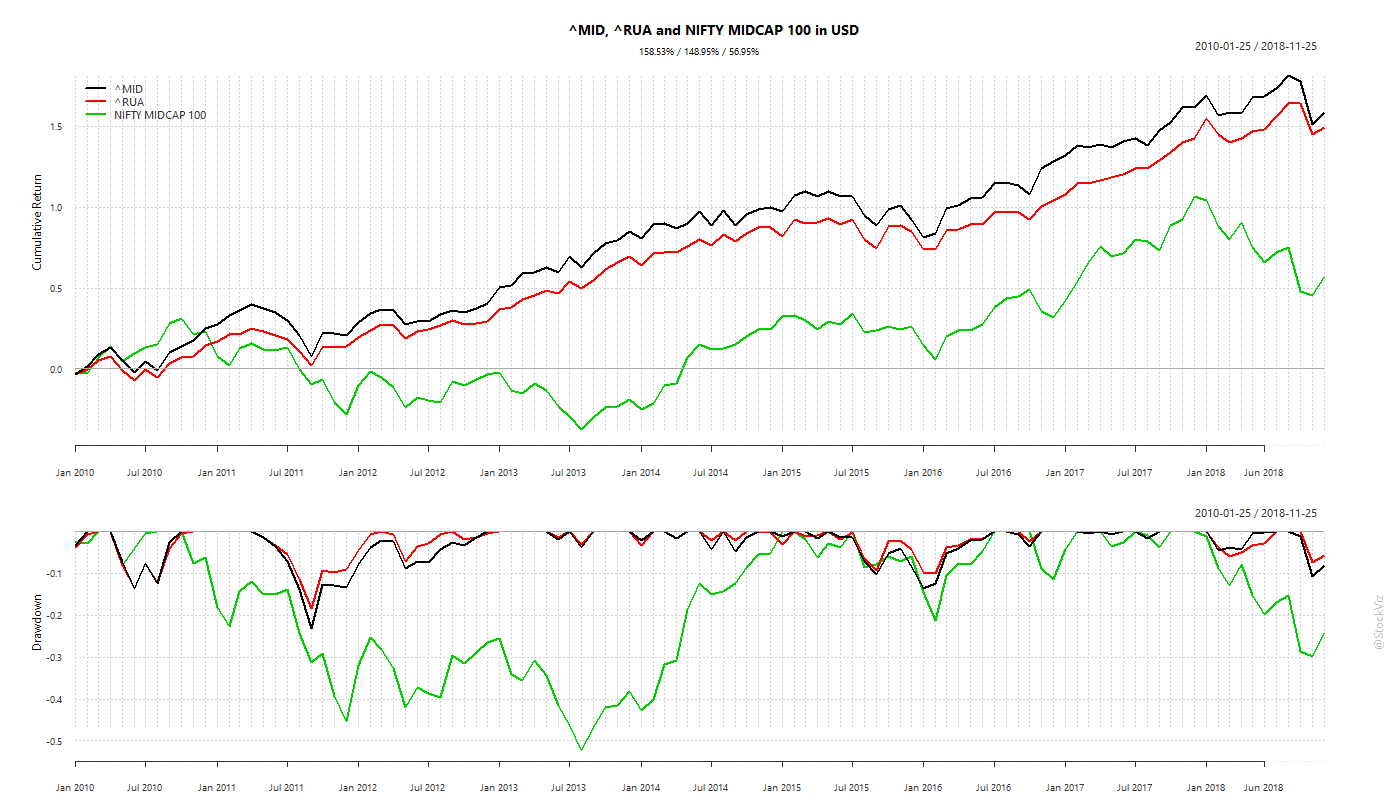 ^MID, ^RUA and NIFTY MIDCAP 100 in USD
158.53% / 148.95% / 56.95%
2010-01-25 / 2018-11-25
^MID
^RUA
NIFTY MIDCAP 100
Cumulative Return
1.5
1.0
0.5
0.0
Jan 2010 Jul 2010 Jan 2011 Jul 2011 Jan 2012 Jul 2012 Jan 2013 Jul 2013 Jan 2014 Jul 2014 Jan 2015 Jul 2015 Jan 2016 Jul 2016 Jan 2017 Jul 2017 Jan 2018 Jun 2018
2010-01-25 / 2018-11-25
Drawdown
-0.1
-0.2
-0.3
-0.4
-0.5
Jan 2010 Jul 2010 Jan 2011 Jul 2011 Jan 2012 Jul 2012 Jan 2013 Jul 2013 Jan 2014 Jul 2014 Jan 2015 Jul 2015 Jan 2016 Jul 2016 Jan 2017 Jul 2017 Jan 2018 Jun 2018
@StockViz